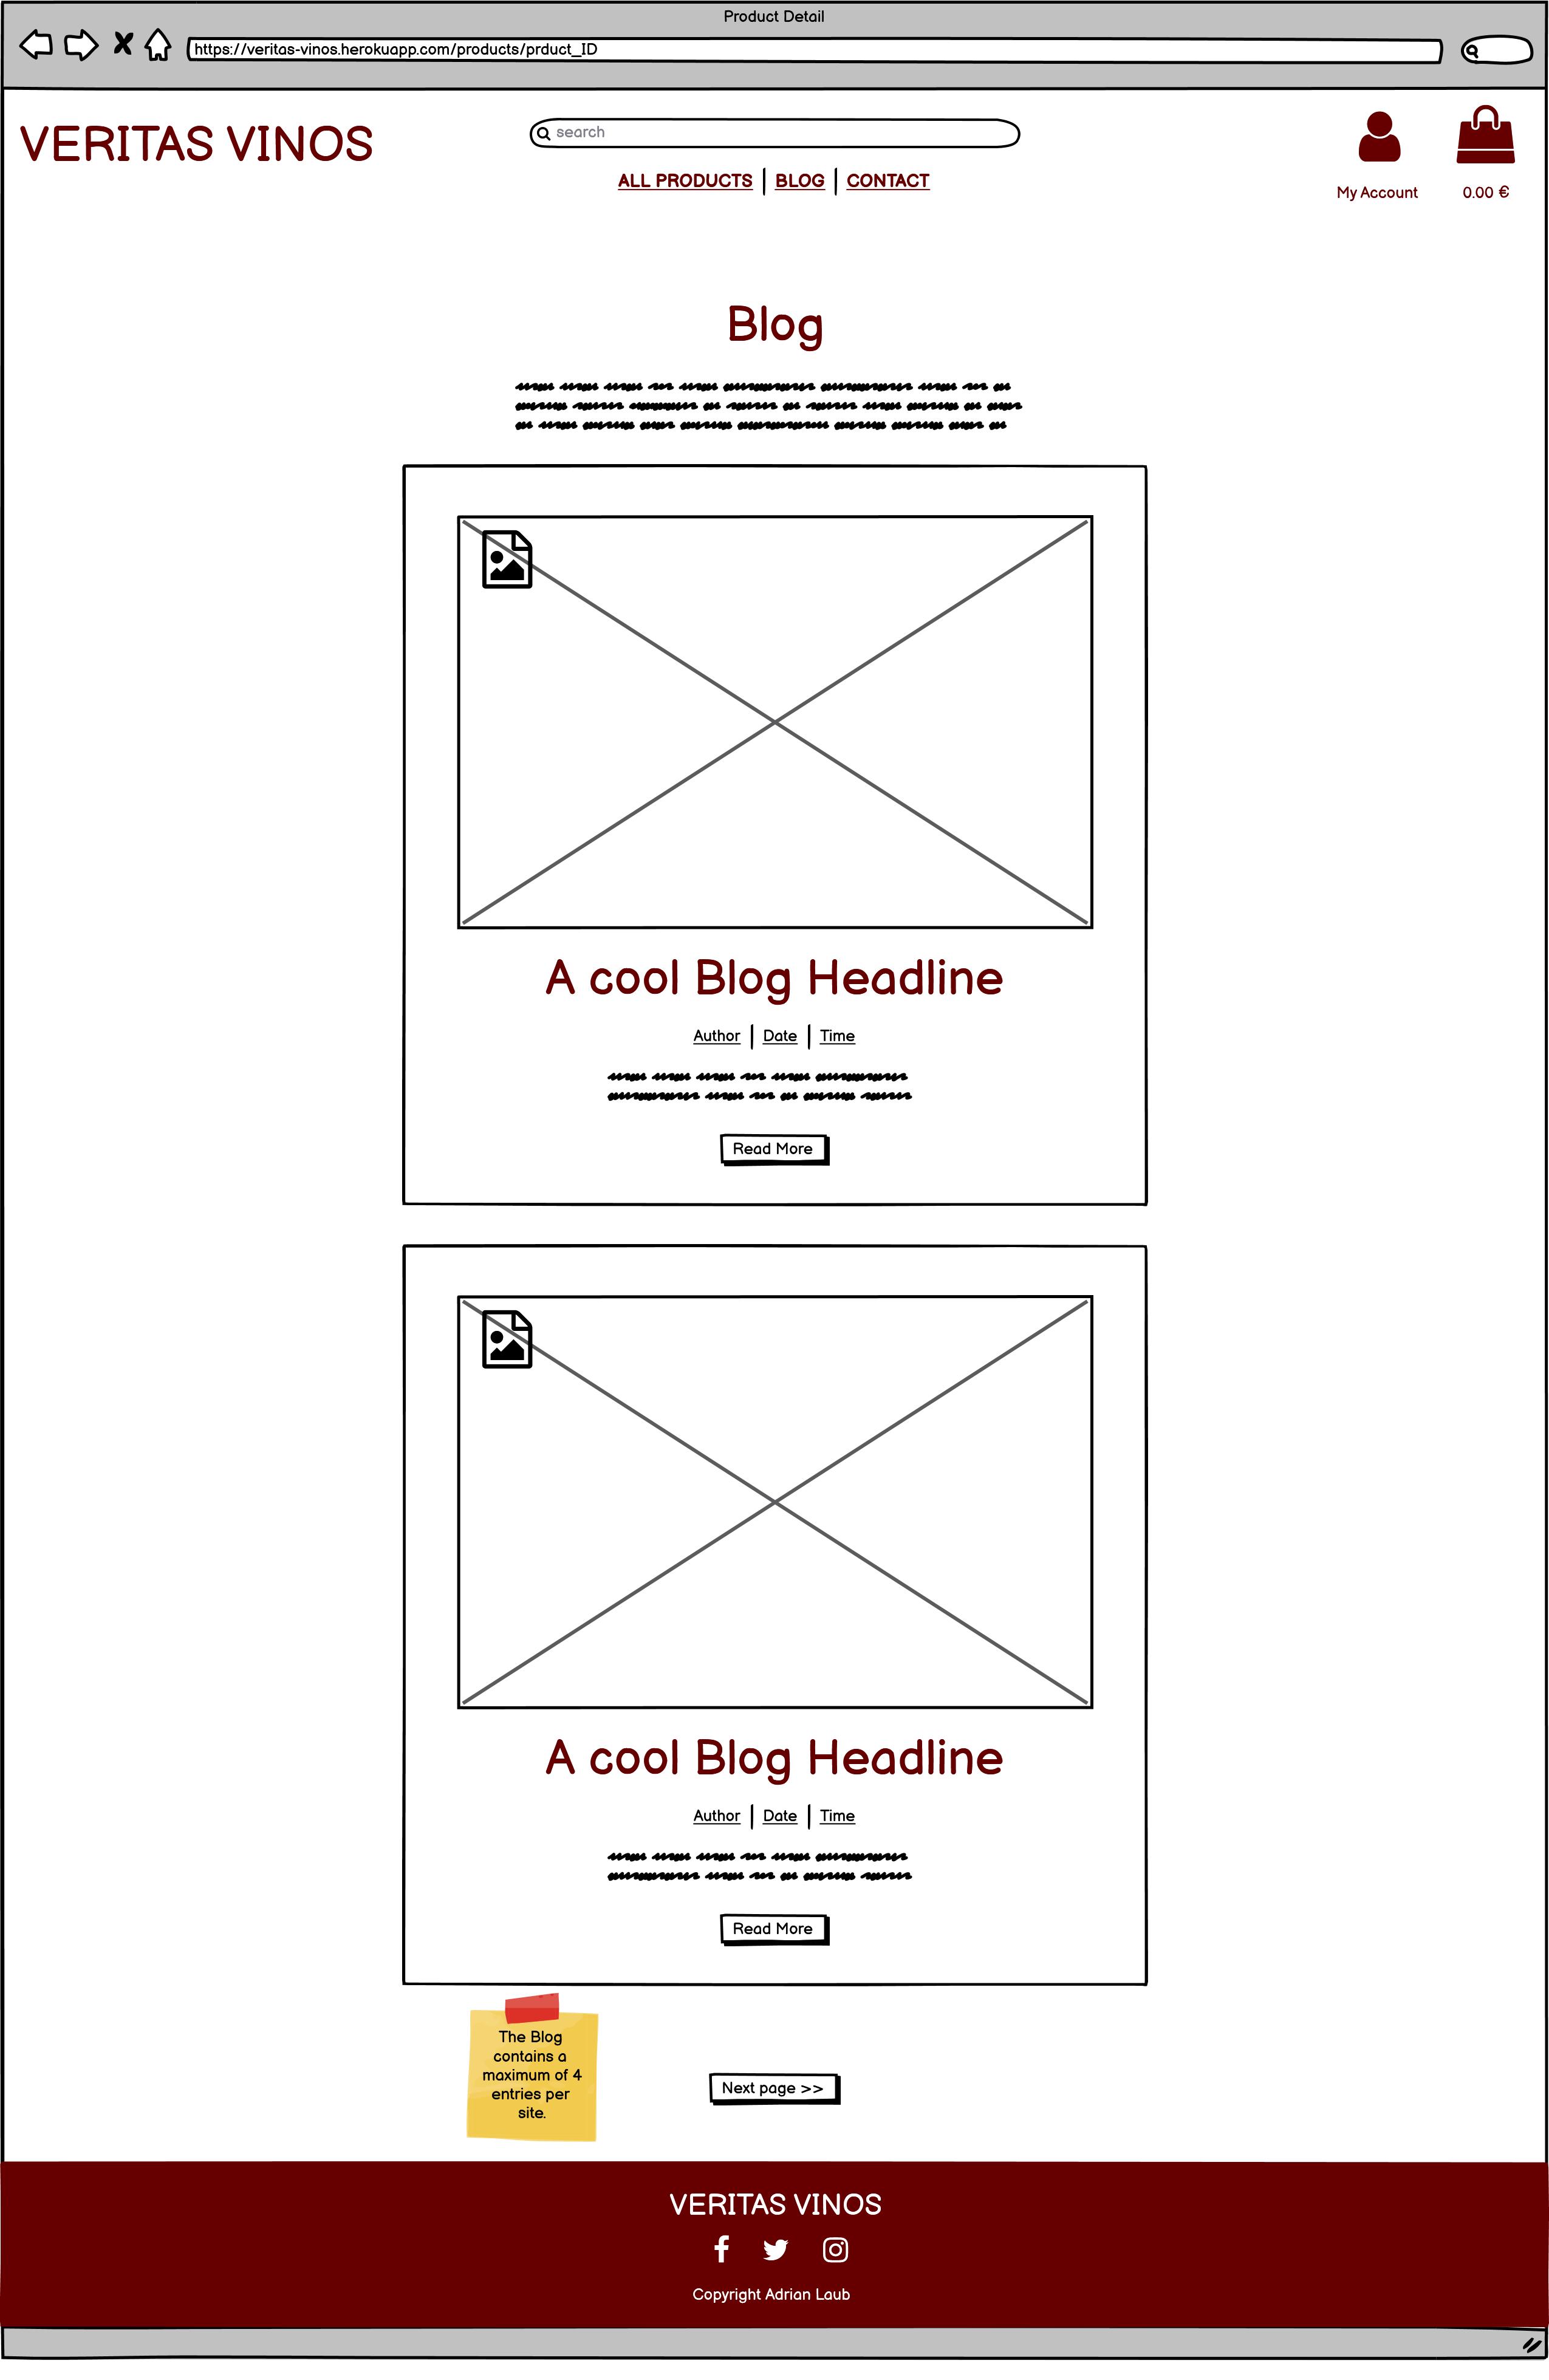 Product Detail
https://veritas-vinos.herokuapp.com/products/prduct_ID
VERITAS VINOS
search
ALL PRODUCTS | BLOG | CONTACT
My Account
0.00 €
Blog
A cool Blog Headline
Author | Date | Time
Read More
A cool Blog Headline
Author | Date | Time
Read More
The Blog
contains a
maximum of 4
entries per
site.
Next page >>
VERITAS VINOS
Copyright Adrian Laub